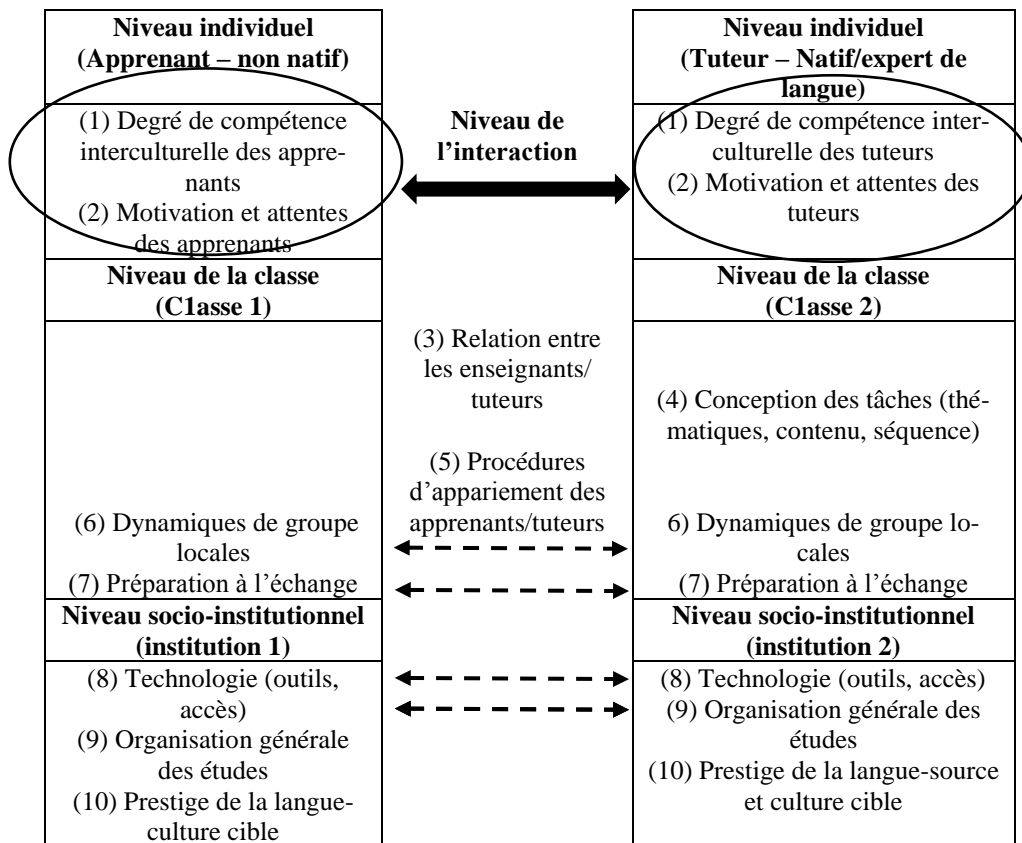 Niveau individuel
(Apprenant – non natif)
(1) Degré de compétence
interculturelle des appre-
nants
(2) Motivation et attentes
des apprenants
Niveau de la classe
(C1asse 1)
(6) Dynamiques de groupe
locales
(7) Préparation à l’échange
Niveau socio-institutionnel
(institution 1)
(8) Technologie (outils,
accès)
(9) Organisation générale
des études
(10) Prestige de la langue-
culture cible
Niveau de
l’interaction
(3) Relation entre
les enseignants/
tuteurs
(5) Procédures
d’appariement des
apprenants/tuteurs
Niveau individuel
(Tuteur – Natif/expert de
langue)
(1) Degré de compétence inter-
culturelle des tuteurs
(2) Motivation et attentes des
tuteurs
Niveau de la classe
(C1asse 2)
(4) Conception des tâches (thé-
matiques, contenu, séquence)
6) Dynamiques de groupe lo-
cales
(7) Préparation à l’échange
Niveau socio-institutionnel
(institution 2)
(8) Technologie (outils, accès)
(9) Organisation générale des
études
(10) Prestige de la langue-source
et culture cible